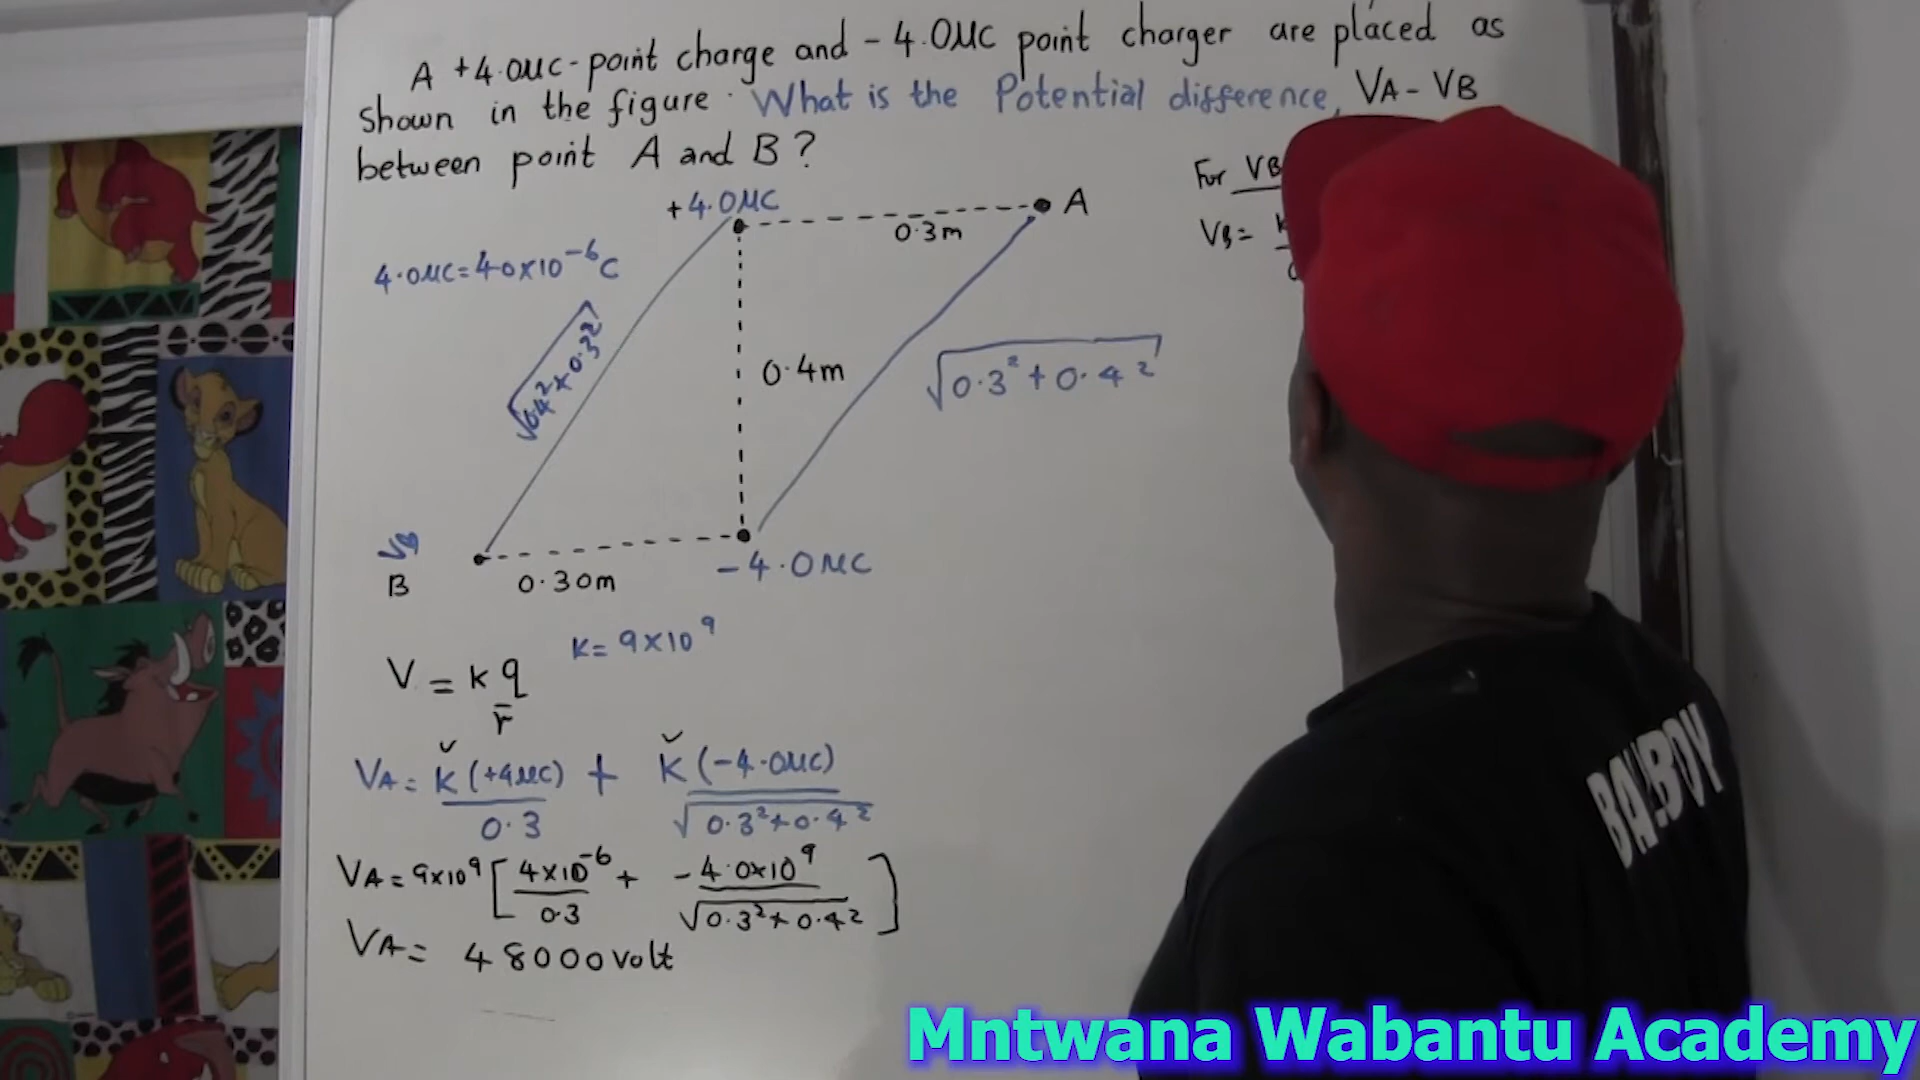 A +4.0µC-point charge and -4.0µC point charger are placed as
shown in the figure. What is the Potential difference, VA - VB
between point A and B?
For VB
VB= K
+4.0µC
A
0.3m
4.0µC=4.0×10⁻⁶C
√0.4²+0.3²
0.4m
√0.3²+0.4²
B
0.30m
-4.0µC
K= 9×10⁹
V = k q/r
VA= K(+4µC)/0.3 + K(-4.0µC)/√0.3²+0.4²
VA=9×10⁹[4×10⁻⁶/0.3 + -4.0×10⁹/√0.3²+0.4²]
VA= 48000volt
Mntwana Wabantu Academy